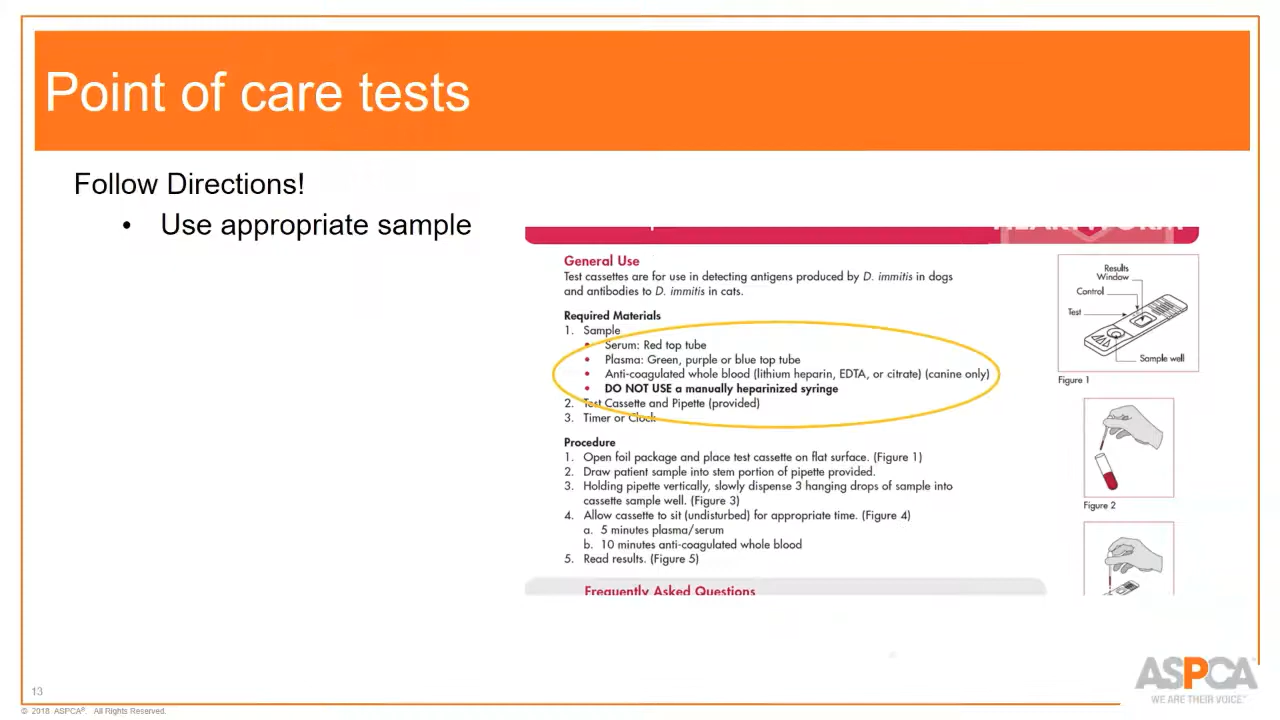 Point of care tests
Follow Directions!
• Use appropriate sample
General Use
Test cassettes are for use in detecting antigens produced by D. immitis in dogs
and antibodies to D. immitis in cats.
Required Materials
1. Sample
• Serum: Red top tube
• Plasma: Green, purple or blue top tube
• Anti-coagulated whole blood (lithium heparin, EDTA, or citrate) (canine only)
• DO NOT USE a manually heparinized syringe
2. Test Cassette and Pipette (provided)
3. Timer or Clock
Procedure
1. Open foil package and place test cassette on flat surface. (Figure 1)
2. Draw patient sample into stem portion of pipette provided.
3. Holding pipette vertically, slowly dispense 3 hanging drops of sample into
cassette sample well. (Figure 3)
4. Allow cassette to sit (undisturbed) for appropriate time. (Figure 4)
a. 5 minutes plasma/serum
b. 10 minutes anti-coagulated whole blood
5. Read results. (Figure 5)
Frequently Asked Questions
Results
Window
Control
Test
Sample well
Figure 1
Figure 2
13
© 2018 ASPCA®. All Rights Reserved.
ASPCA
WE ARE THEIR VOICE™